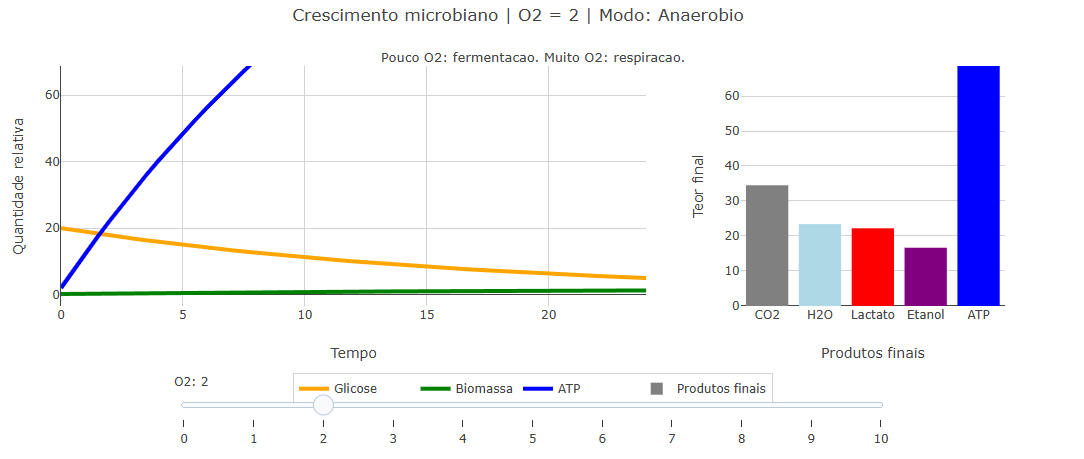 Crescimento microbiano | O2 = 2 | Modo: Anaerobio
Pouco O2: fermentacao. Muito O2: respiracao.
Quantidade relativa
60
40
20
0
0 5 10 15 20
Tempo
Teor final
60
50
40
30
20
10
0
CO2 H2O Lactato Etanol ATP
Produtos finais
O2: 2
Glicose Biomassa ATP Produtos finais
0 1 2 3 4 5 6 7 8 9 10